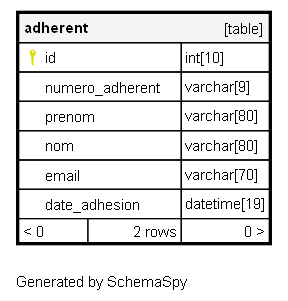 adherent [table]
id int[10]
numero_adherent varchar[9]
prenom varchar[80]
nom varchar[80]
email varchar[70]
date_adhesion datetime[19]
< 0 2 rows 0 >
Generated by SchemaSpy